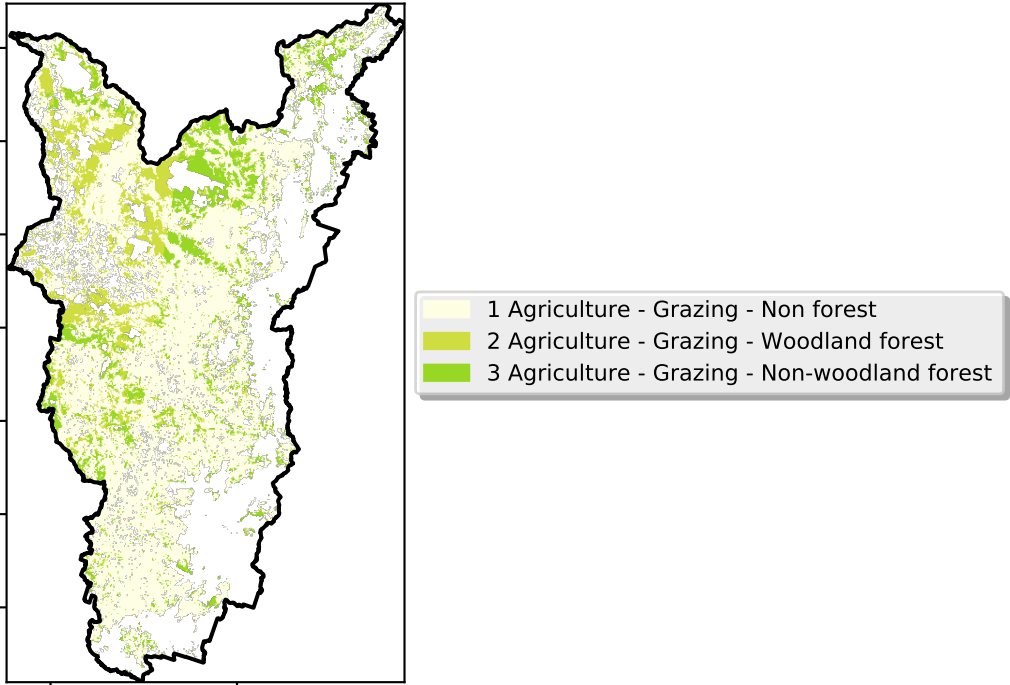 1 Agriculture - Grazing - Non forest
2 Agriculture - Grazing - Woodland forest
3 Agriculture - Grazing - Non-woodland forest